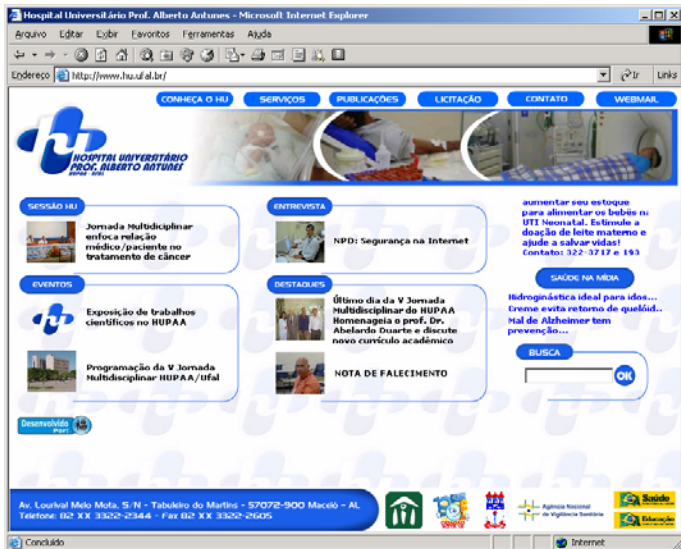 Hospital Universitário Prof. Alberto Antunes - Microsoft Internet Explorer
Arquivo Editar Exibir Favoritos Ferramentas Ajuda
Endereço http://www.hu.ufal.br/ Ir Links
CONHEÇA O HU SERVIÇOS PUBLICAÇÕES LICITAÇÃO CONTATO WEBMAIL
hu
HOSPITAL UNIVERSITÁRIO
PROF. ALBERTO ANTUNES
HUPAA - UFAL
SESSÃO HU
Jornada Multidiciplinar
enfoca relação
médico/paciente no
tratamento de câncer
ENTREVISTA
NPD: Segurança na Internet
aumentar seu estoque
para alimentar os bebês n
UTI Neonatal. Estimule a
doação de leite materno e
ajude a salvar vidas!
Contato: 322-3717 e 193
EVENTOS
Exposição de trabalhos
científicos no HUPAA
Programação da V Jornada
Multidisciplinar HUPAA/Ufal
DESTAQUES
Último dia da V Jornada
Multidisciplinar do HUPAA
Homenageia o prof. Dr.
Abelardo Duarte e discute
novo currículo acadêmico
NOTA DE FALECIMENTO
SAÚDE NA MÍDIA
Hidroginástica ideal para idos...
Creme evita retorno de quelóid..
Mal de Alzheimer tem
prevenção...
BUSCA
OK
Desenvolvido
Por:
Av. Lourival Melo Mota, S/N - Tabuleiro do Martins - 57072-900 Maceió - AL
Telefone: 82 XX 3322-2344 - Fax 82 XX 3322-2605
Agência Nacional
de Vigilância Sanitária
Saúde
Educação
Concluído Internet